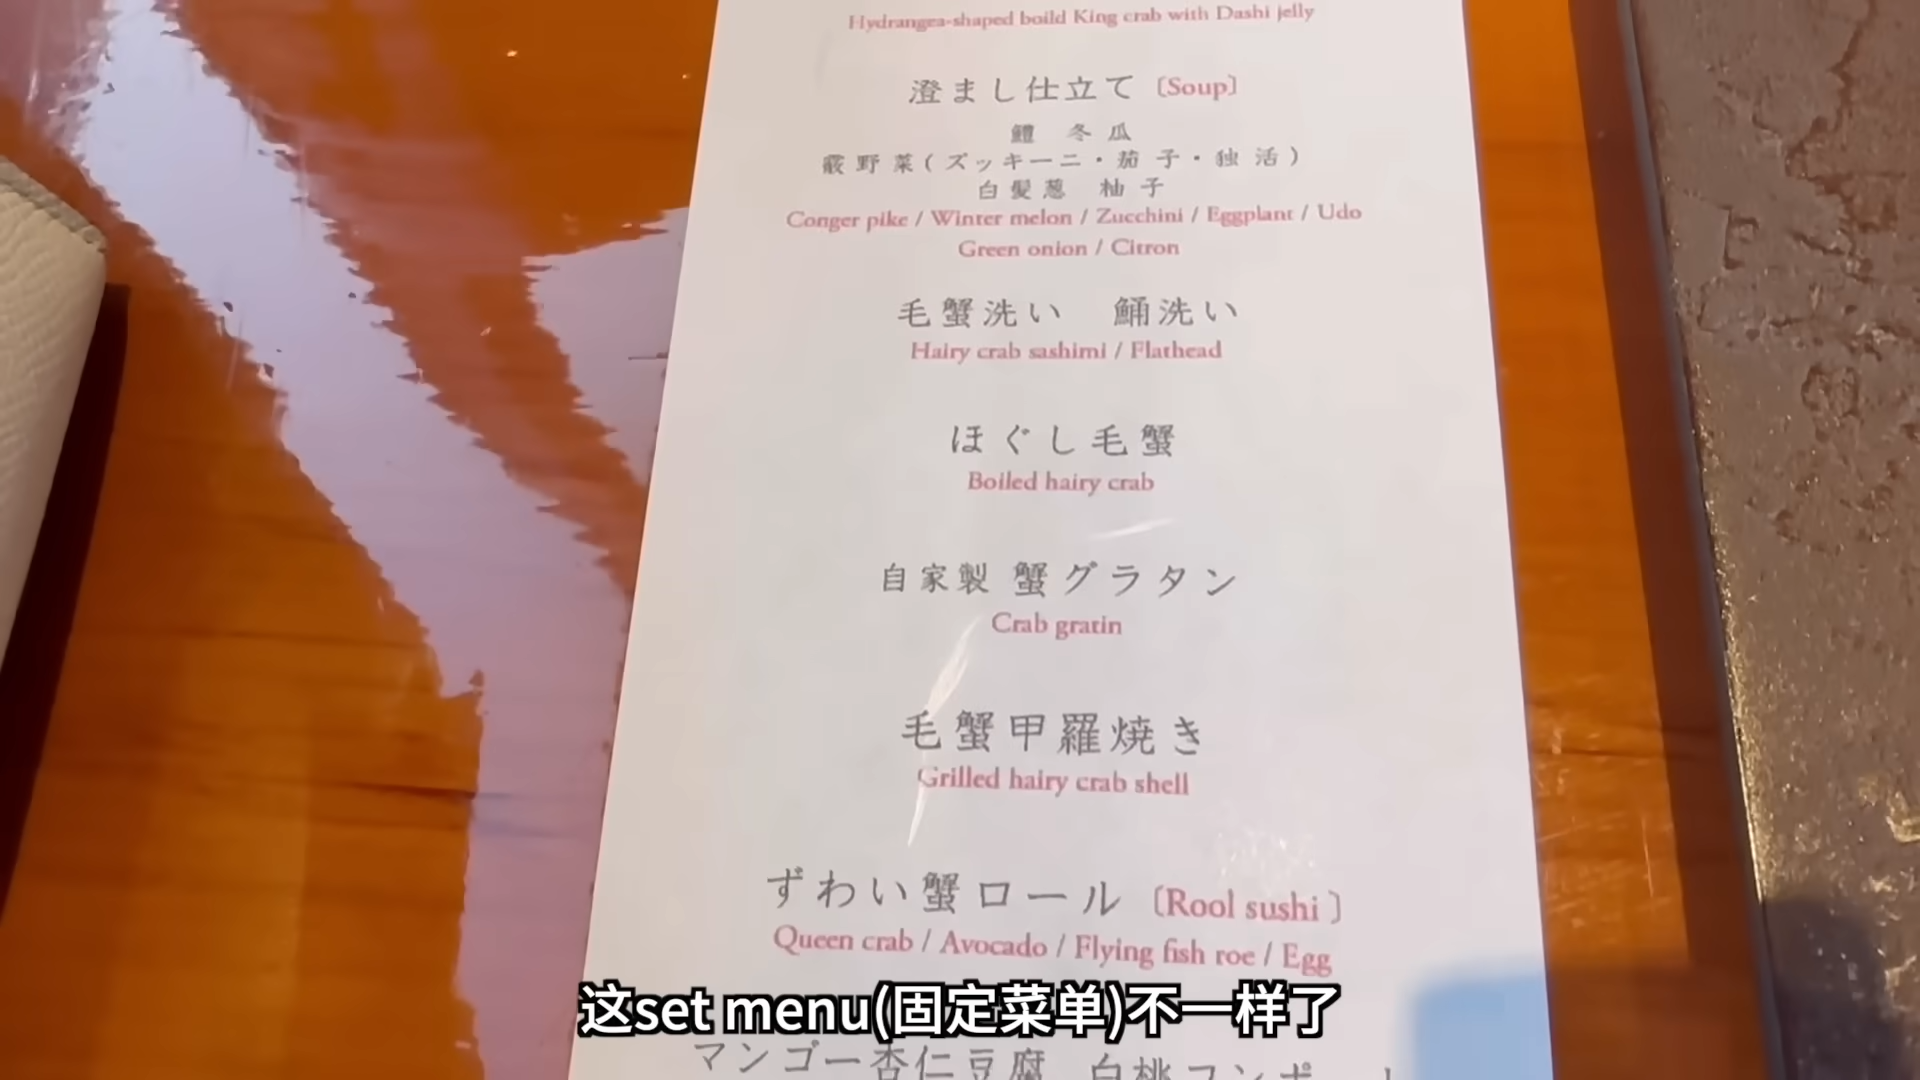 Hydrangea-shaped boild King crab with Dashi jelly
澄まし仕立て〔Soup〕
鱧 冬瓜
霰野菜(ズッキーニ・茄子・独活)
白髪葱 柚子
Conger pike / Winter melon / Zucchini / Eggplant / Udo
Green onion / Citron
毛蟹洗い 鯒洗い
Hairy crab sashimi / Flathead
ほぐし毛蟹
Boiled hairy crab
自家製 蟹グラタン
Crab gratin
毛蟹甲羅焼き
Grilled hairy crab shell
ずわい蟹ロール〔Rool sushi〕
Queen crab / Avocado / Flying fish roe / Egg
这set menu(固定菜单)不一样了
マンゴー杏仁豆腐 白桃コンポート